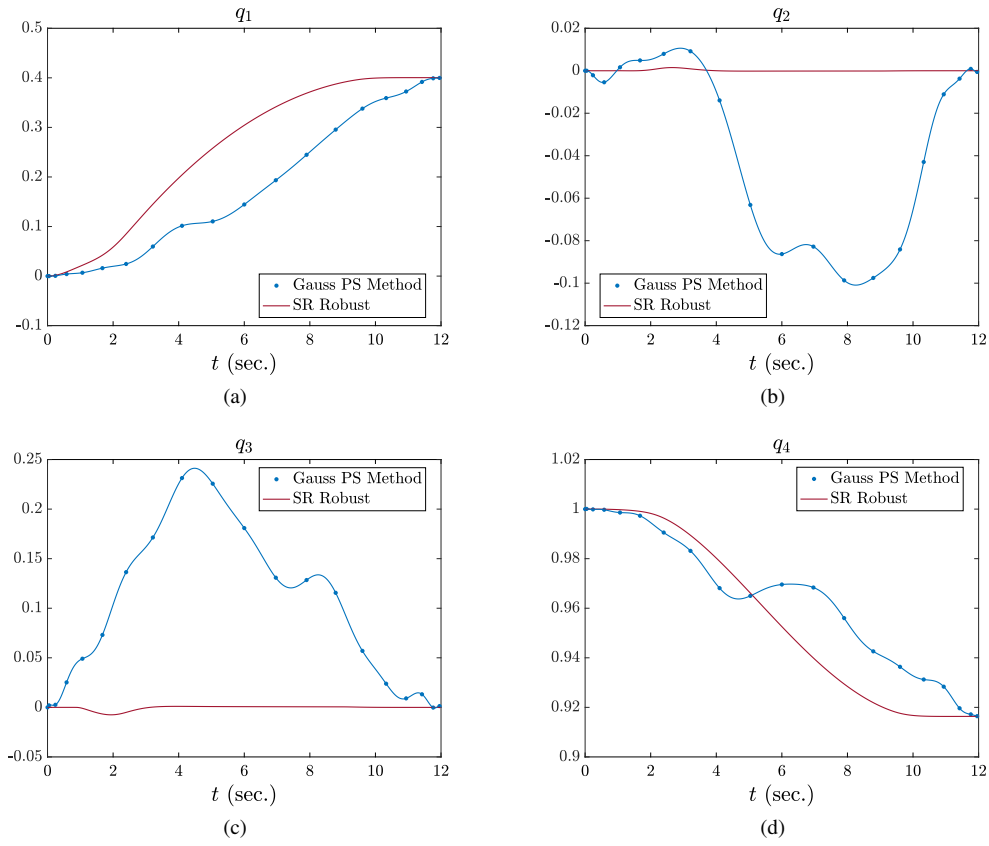 q1
0.5
0.4
0.3
0.2
0.1
0
-0.1
Gauss PS Method
SR Robust
0 2 4 6 8 10 12
t (sec.)
(a)
q2
0.02
0
-0.02
-0.04
-0.06
-0.08
-0.1
-0.12
Gauss PS Method
SR Robust
0 2 4 6 8 10 12
t (sec.)
(b)
q3
0.25
0.2
0.15
0.1
0.05
0
-0.05
Gauss PS Method
SR Robust
0 2 4 6 8 10 12
t (sec.)
(c)
q4
1.02
1
0.98
0.96
0.94
0.92
0.9
Gauss PS Method
SR Robust
0 2 4 6 8 10 12
t (sec.)
(d)